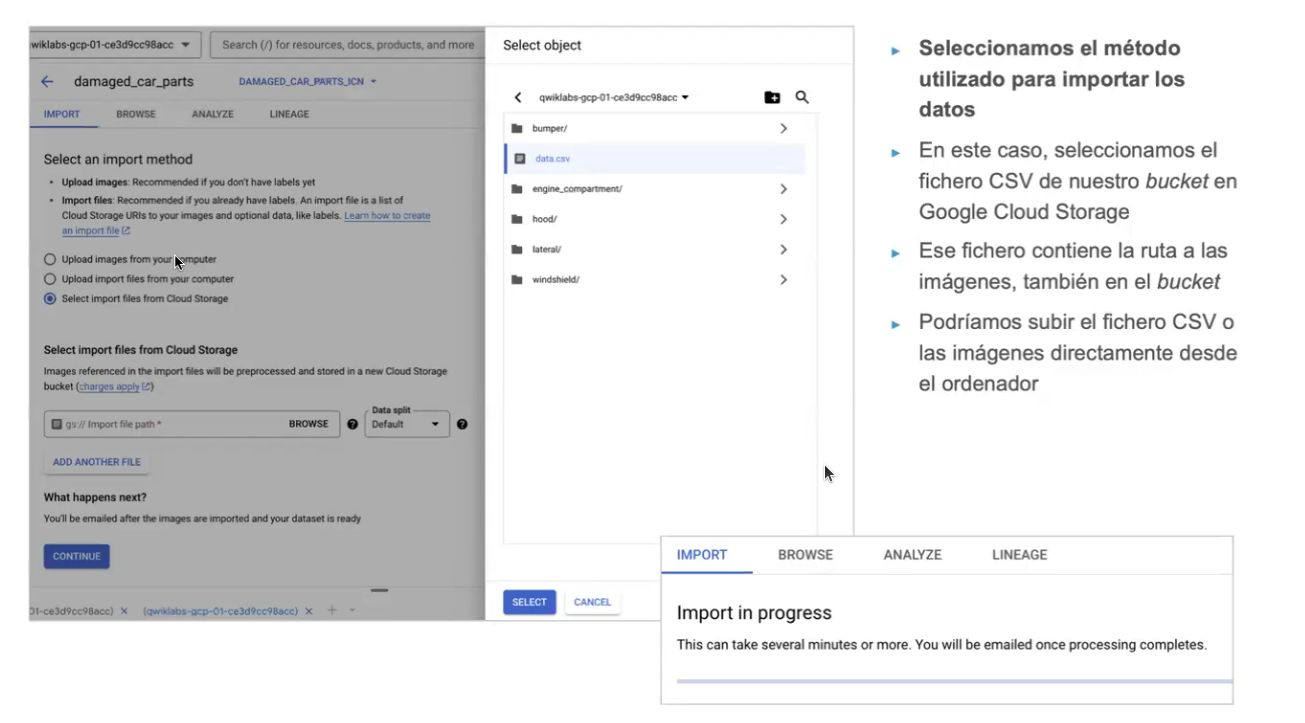 wiklabs-gcp-01-ce3d9cc98acc
Search (/) for resources, docs, products, and more
damaged_car_parts
DAMAGED_CAR_PARTS_ICN
IMPORT
BROWSE
ANALYZE
LINEAGE
Select an import method
• Upload images: Recommended if you don't have labels yet
• Import files: Recommended if you already have labels. An import file is a list of
Cloud Storage URIs to your images and optional data, like labels. Learn how to create
an import file
Upload images from your computer
Upload import files from your computer
Select import files from Cloud Storage
Select import files from Cloud Storage
Images referenced in the import files will be preprocessed and stored in a new Cloud Storage
bucket (charges apply)
gs:// Import file path *
BROWSE
Data split
Default
ADD ANOTHER FILE
What happens next?
You'll be emailed after the images are imported and your dataset is ready
CONTINUE
01-ce3d9cc98acc)
(qwiklabs-gcp-01-ce3d9cc98acc)
Select object
qwiklabs-gcp-01-ce3d9cc98acc
bumper/
data.csv
engine_compartment/
hood/
lateral/
windshield/
SELECT
CANCEL
IMPORT
BROWSE
ANALYZE
LINEAGE
Import in progress
This can take several minutes or more. You will be emailed once processing completes.
Seleccionamos el método
utilizado para importar los
datos
En este caso, seleccionamos el
fichero CSV de nuestro bucket en
Google Cloud Storage
Ese fichero contiene la ruta a las
imágenes, también en el bucket
Podríamos subir el fichero CSV o
las imágenes directamente desde
el ordenador